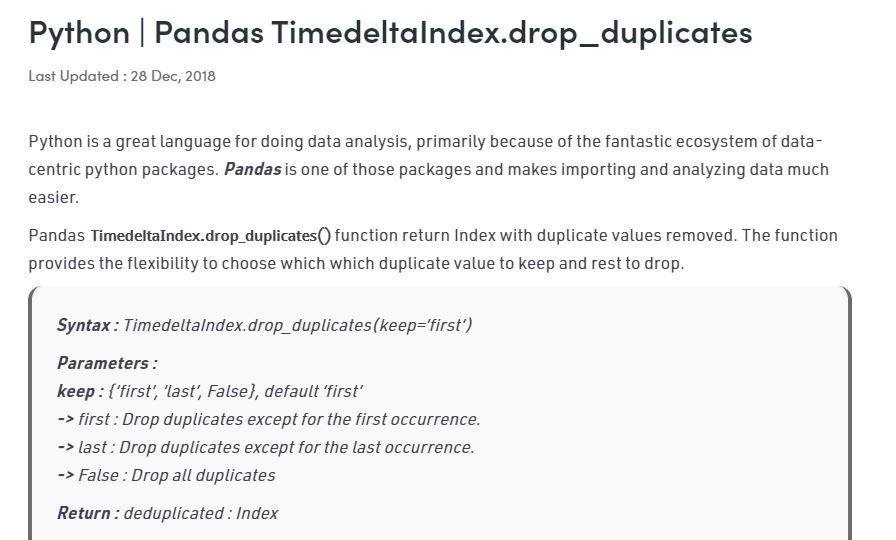 Python | Pandas TimedeltaIndex.drop_duplicates
Last Updated : 28 Dec, 2018
Python is a great language for doing data analysis, primarily because of the fantastic ecosystem of data-
centric python packages. Pandas is one of those packages and makes importing and analyzing data much
easier.
Pandas TimedeltaIndex.drop_duplicates() function return Index with duplicate values removed. The function
provides the flexibility to choose which which duplicate value to keep and rest to drop.
Syntax : TimedeltaIndex.drop_duplicates(keep=’first’)
Parameters :
keep : {‘first’, ‘last’, False}, default ‘first’
-> first : Drop duplicates except for the first occurrence.
-> last : Drop duplicates except for the last occurrence.
-> False : Drop all duplicates
Return : deduplicated : Index